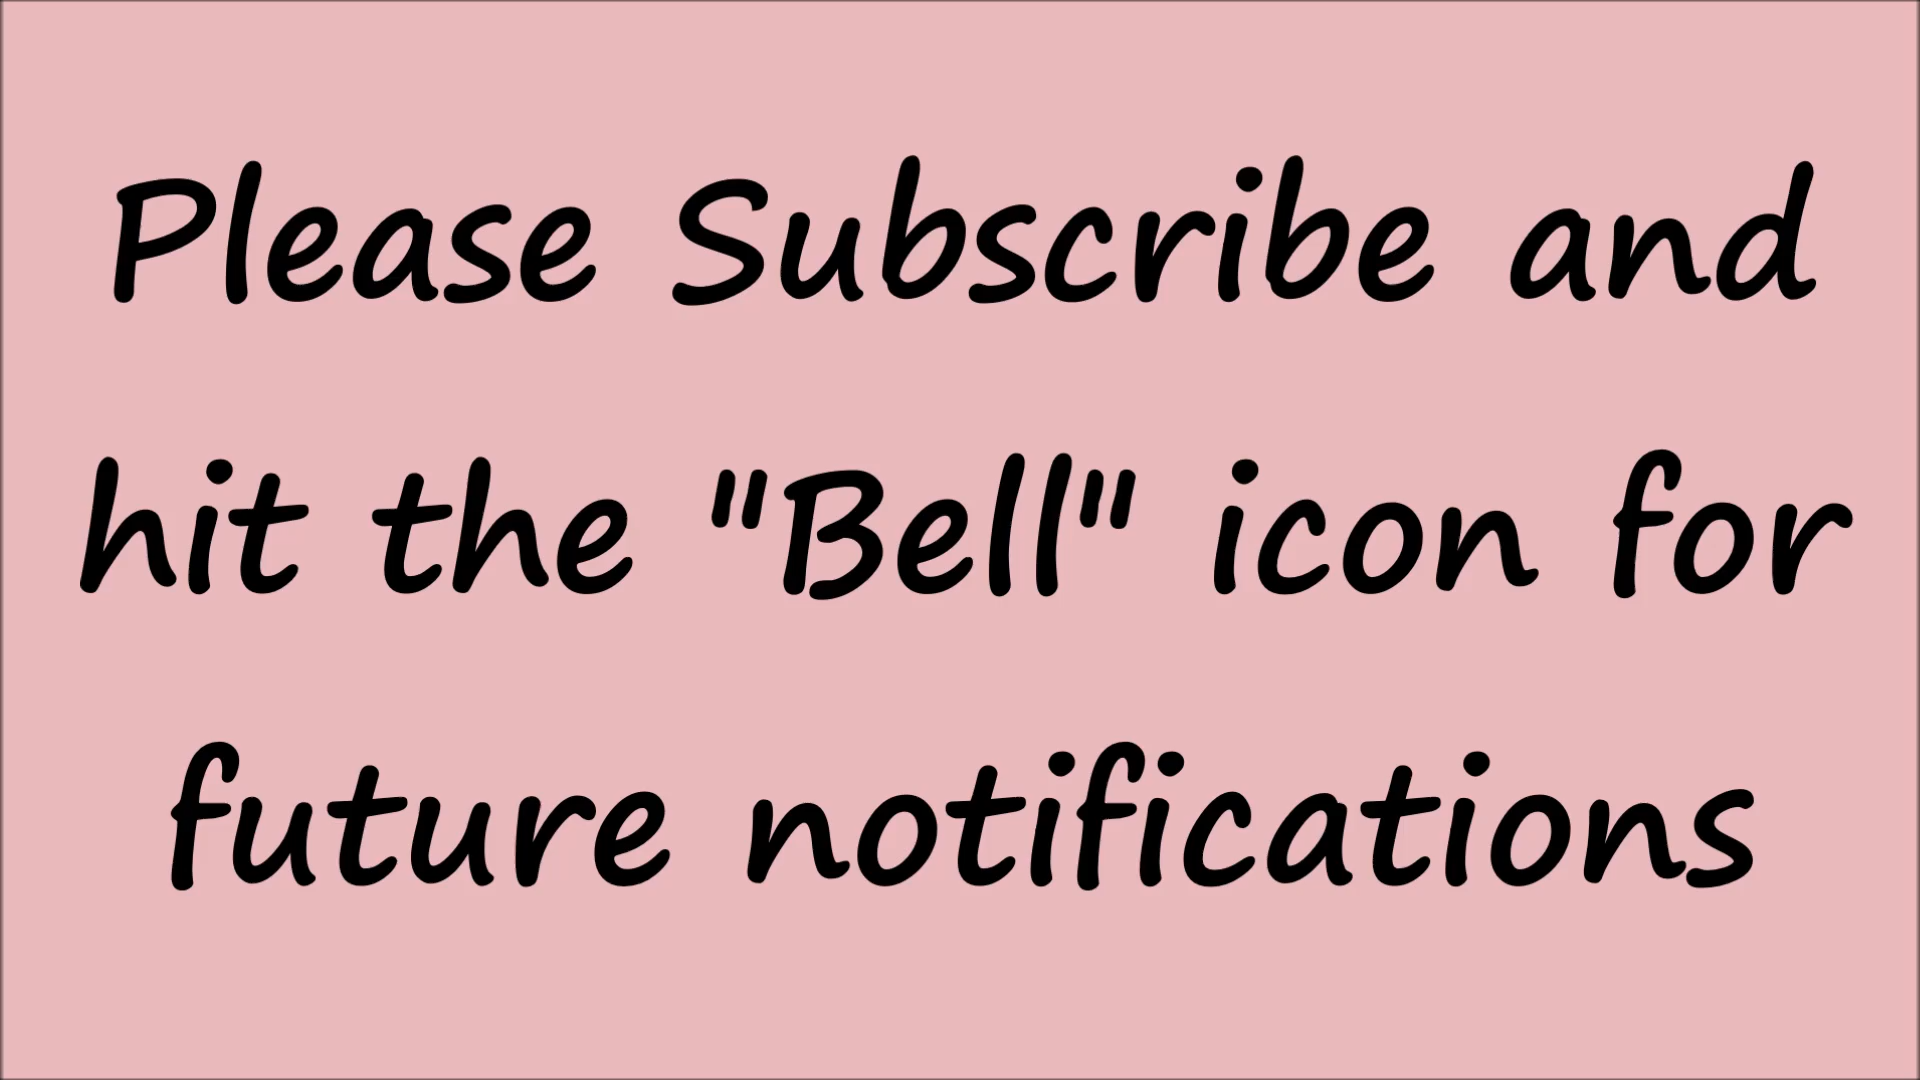 Please Subscribe and
hit the "Bell" icon for
future notifications